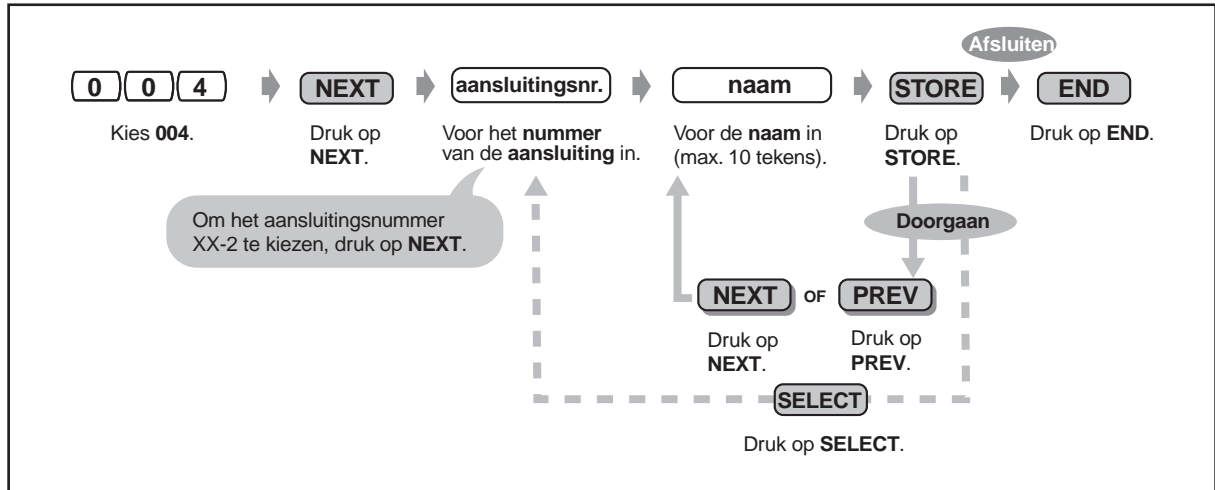 Afsluiten
0 0 4
NEXT
aansluitingsnr.
naam
STORE
END
Kies 004.
Druk op
NEXT.
Voor het nummer
van de aansluiting in.
Voor de naam in
(max. 10 tekens).
Druk op
STORE.
Druk op END.
Om het aansluitingsnummer
XX-2 te kiezen, druk op NEXT.
Doorgaan
NEXT OF PREV
Druk op
NEXT.
Druk op
PREV.
SELECT
Druk op SELECT.